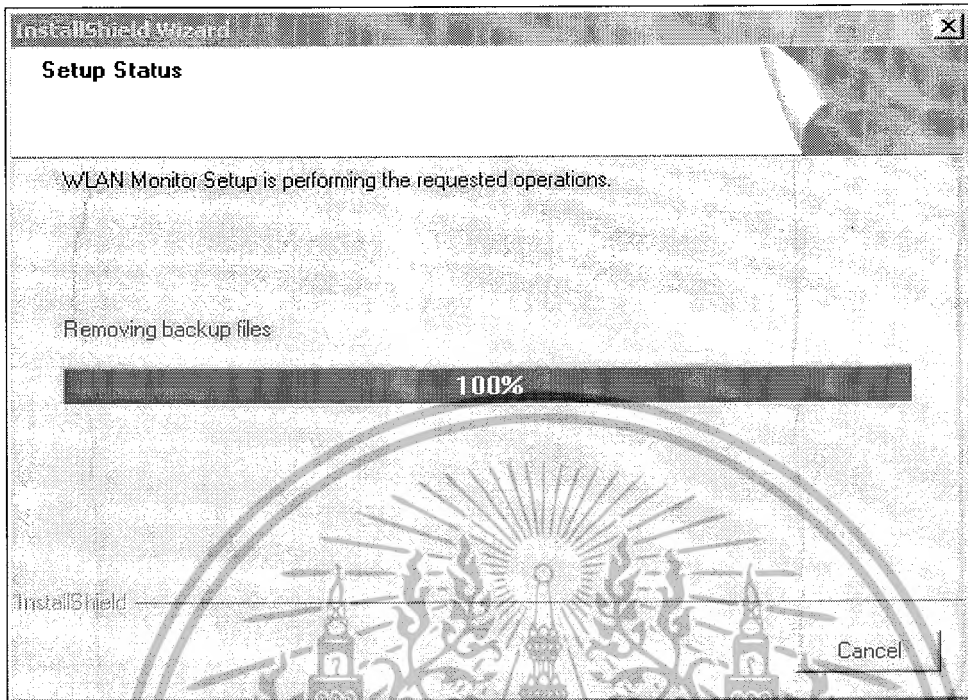 InstallShield Wizard
Setup Status
WLAN Monitor Setup is performing the requested operations.
Removing backup files
100%
InstallShield
Cancel